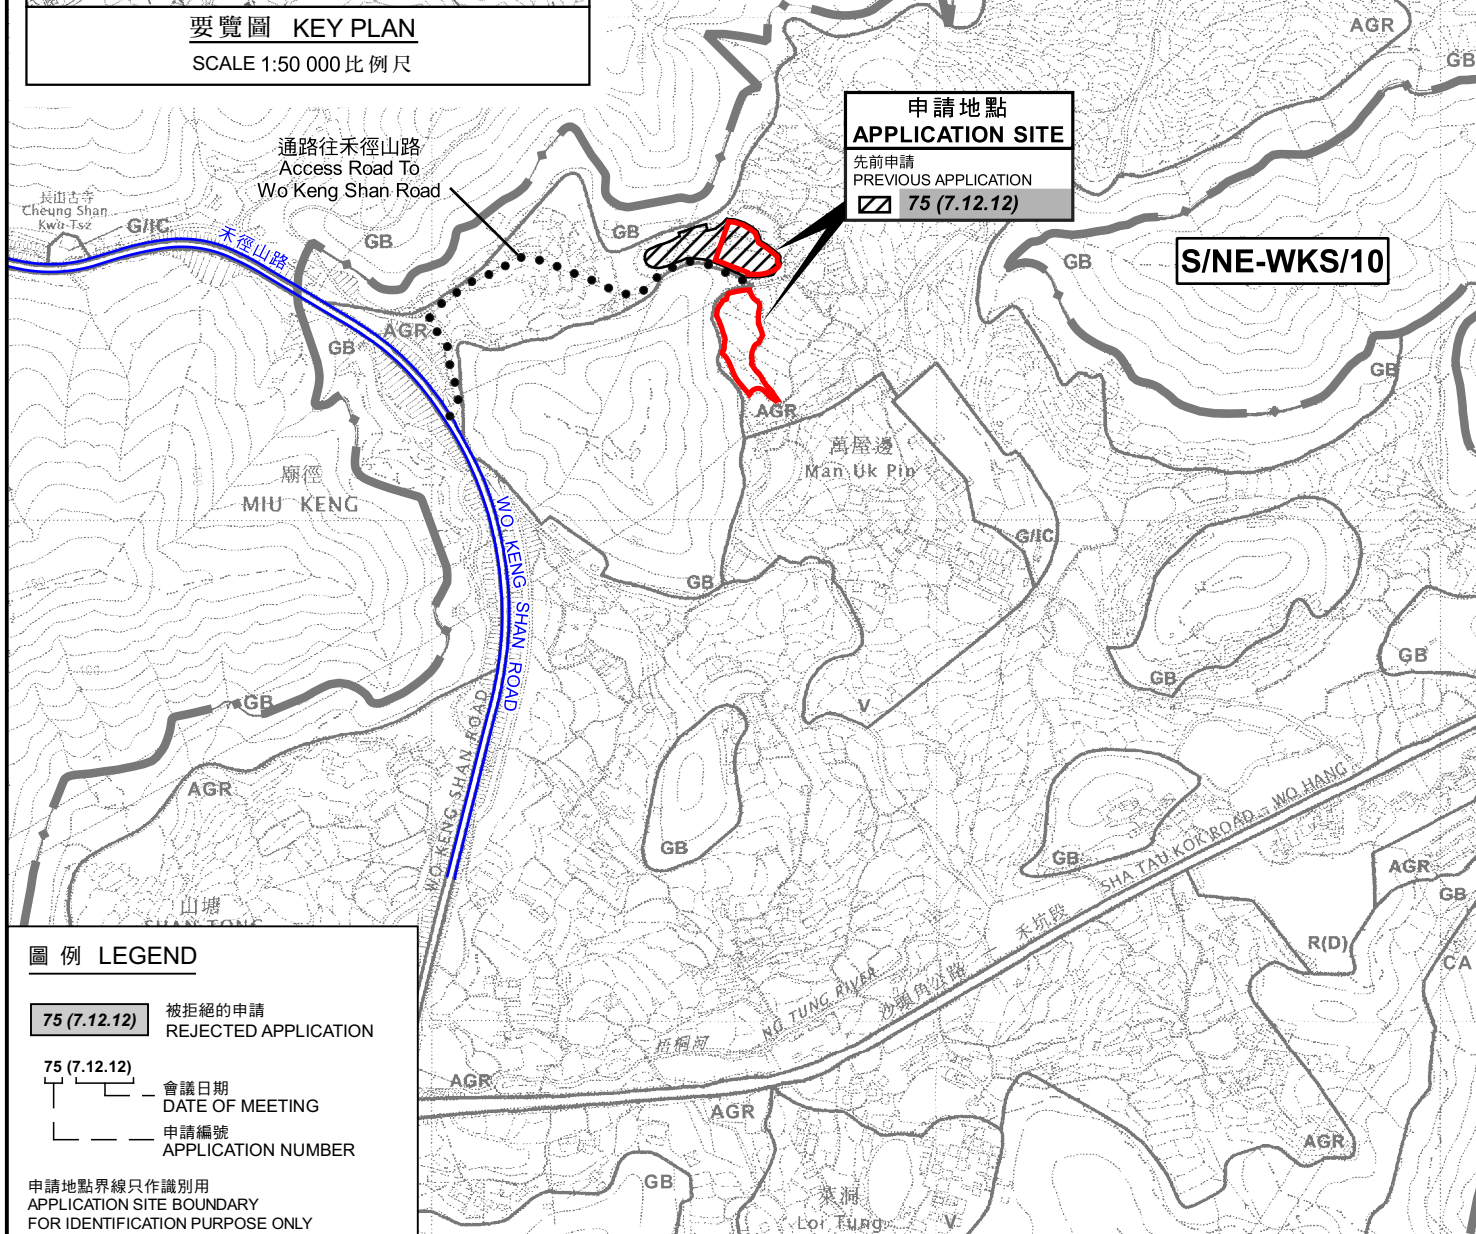 要覽圖 KEY PLAN
SCALE 1:50 000 比例尺
AGR
GB
申請地點
APPLICATION SITE
先前申請
PREVIOUS APPLICATION
75 (7.12.12)
通路往禾徑山路
Access Road To
Wo Keng Shan Road
長山古寺
Cheung Shan
Kwu Tsz
G/IC
禾徑山路
GB
GB
GB
S/NE-WKS/10
AGR
GB
GB
AGR
萬屋邊
Man Uk Pin
廟徑
MIU KENG
WO KENG SHAN ROAD
G/IC
GB
GB
GB
GB
V
WO KENG SHAN ROAD
AGR
GB
GB
SHA TAU KOK ROAD - WO HANG
AGR
GB
山塘
SHAN TONG
禾坑段
R(D)
CA
沙頭角公路
NG TUNG RIVER
梧桐河
AGR
AGR
AGR
GB
萊洞
Loi Tung
V
圖例 LEGEND
75 (7.12.12)
被拒絕的申請
REJECTED APPLICATION
75 (7.12.12)
會議日期
DATE OF MEETING
申請編號
APPLICATION NUMBER
申請地點界線只作識別用
APPLICATION SITE BOUNDARY
FOR IDENTIFICATION PURPOSE ONLY